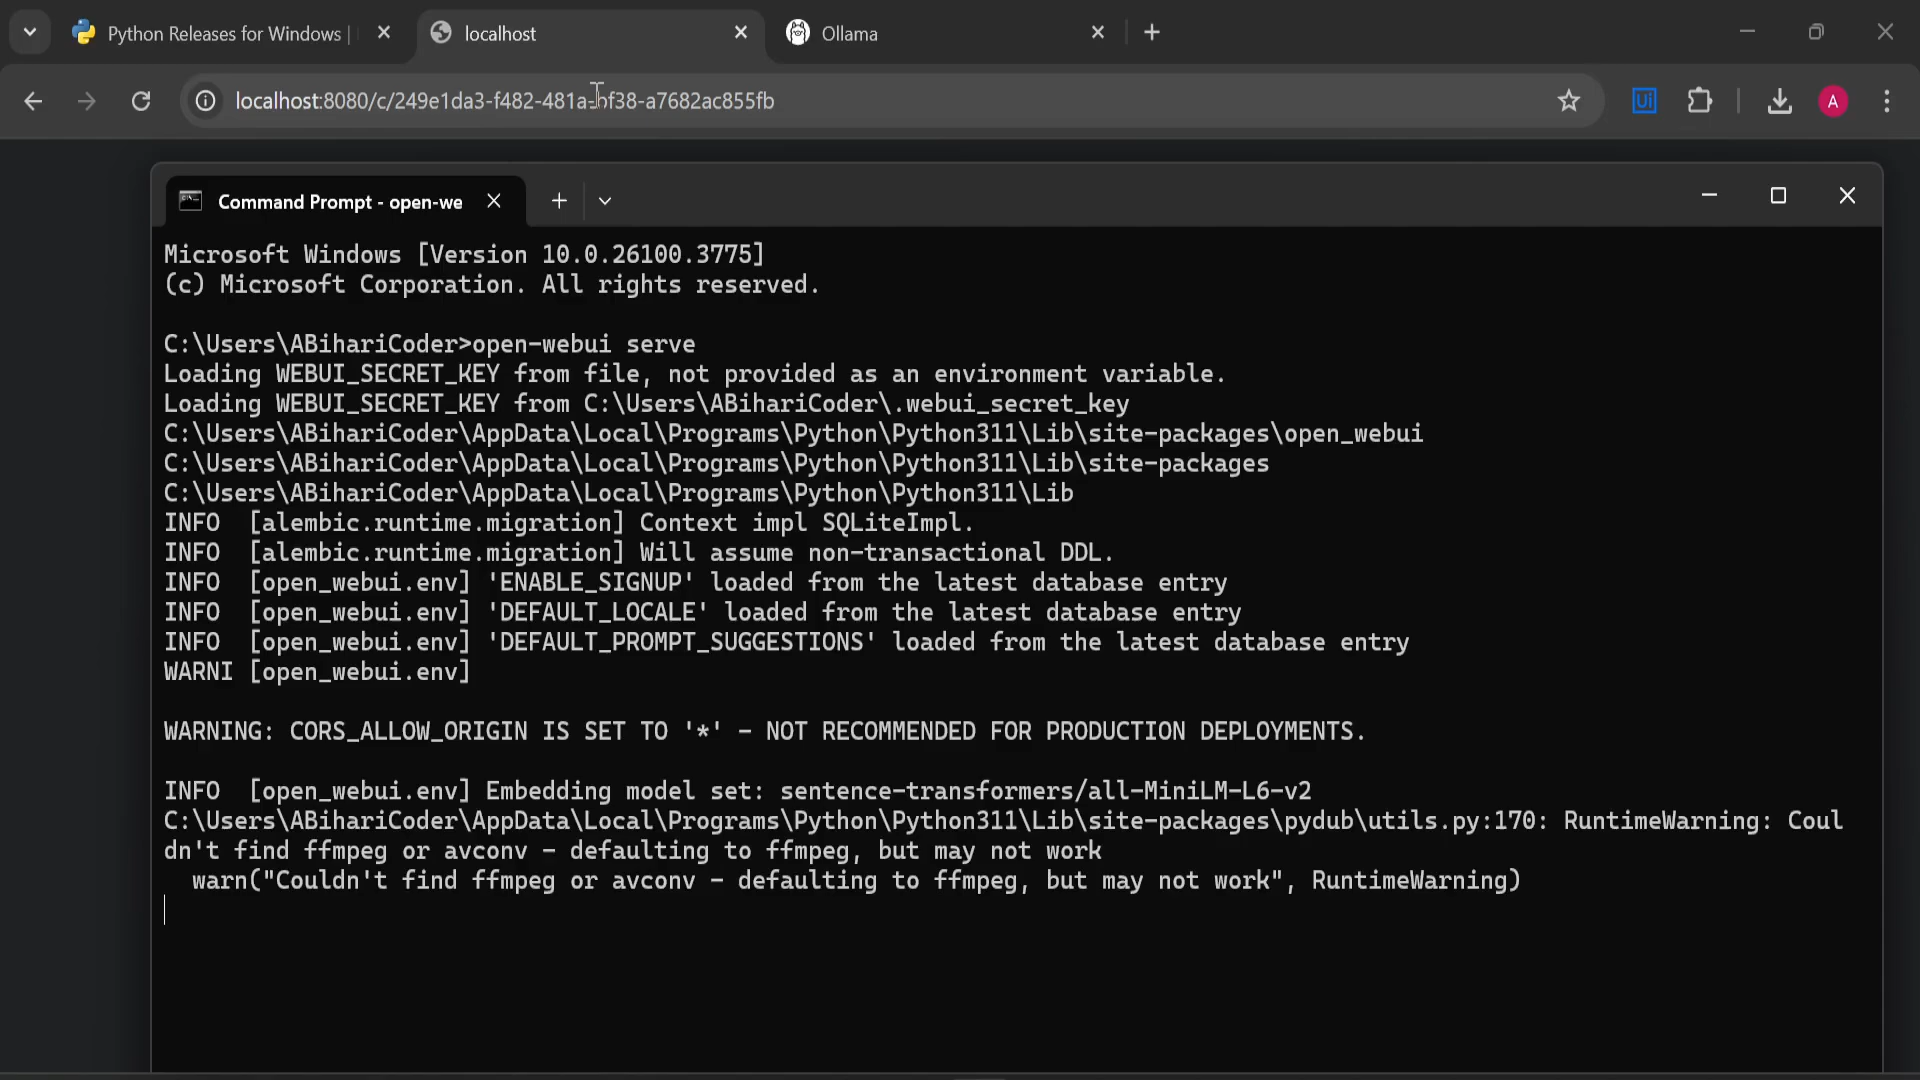 Python Releases for Windows |
localhost
Ollama
localhost:8080/c/249e1da3-f482-481a-bf38-a7682ac855fb
Ui
A
Command Prompt - open-we
Microsoft Windows [Version 10.0.26100.3775]
(c) Microsoft Corporation. All rights reserved.
C:\Users\ABihariCoder>open-webui serve
Loading WEBUI_SECRET_KEY from file, not provided as an environment variable.
Loading WEBUI_SECRET_KEY from C:\Users\ABihariCoder\.webui_secret_key
C:\Users\ABihariCoder\AppData\Local\Programs\Python\Python311\Lib\site-packages\open_webui
C:\Users\ABihariCoder\AppData\Local\Programs\Python\Python311\Lib\site-packages
C:\Users\ABihariCoder\AppData\Local\Programs\Python\Python311\Lib
INFO  [alembic.runtime.migration] Context impl SQLiteImpl.
INFO  [alembic.runtime.migration] Will assume non-transactional DDL.
INFO  [open_webui.env] 'ENABLE_SIGNUP' loaded from the latest database entry
INFO  [open_webui.env] 'DEFAULT_LOCALE' loaded from the latest database entry
INFO  [open_webui.env] 'DEFAULT_PROMPT_SUGGESTIONS' loaded from the latest database entry
WARNI [open_webui.env]
WARNING: CORS_ALLOW_ORIGIN IS SET TO '*' - NOT RECOMMENDED FOR PRODUCTION DEPLOYMENTS.
INFO  [open_webui.env] Embedding model set: sentence-transformers/all-MiniLM-L6-v2
C:\Users\ABihariCoder\AppData\Local\Programs\Python\Python311\Lib\site-packages\pydub\utils.py:170: RuntimeWarning: Coul
dn't find ffmpeg or avconv - defaulting to ffmpeg, but may not work
  warn("Couldn't find ffmpeg or avconv - defaulting to ffmpeg, but may not work", RuntimeWarning)